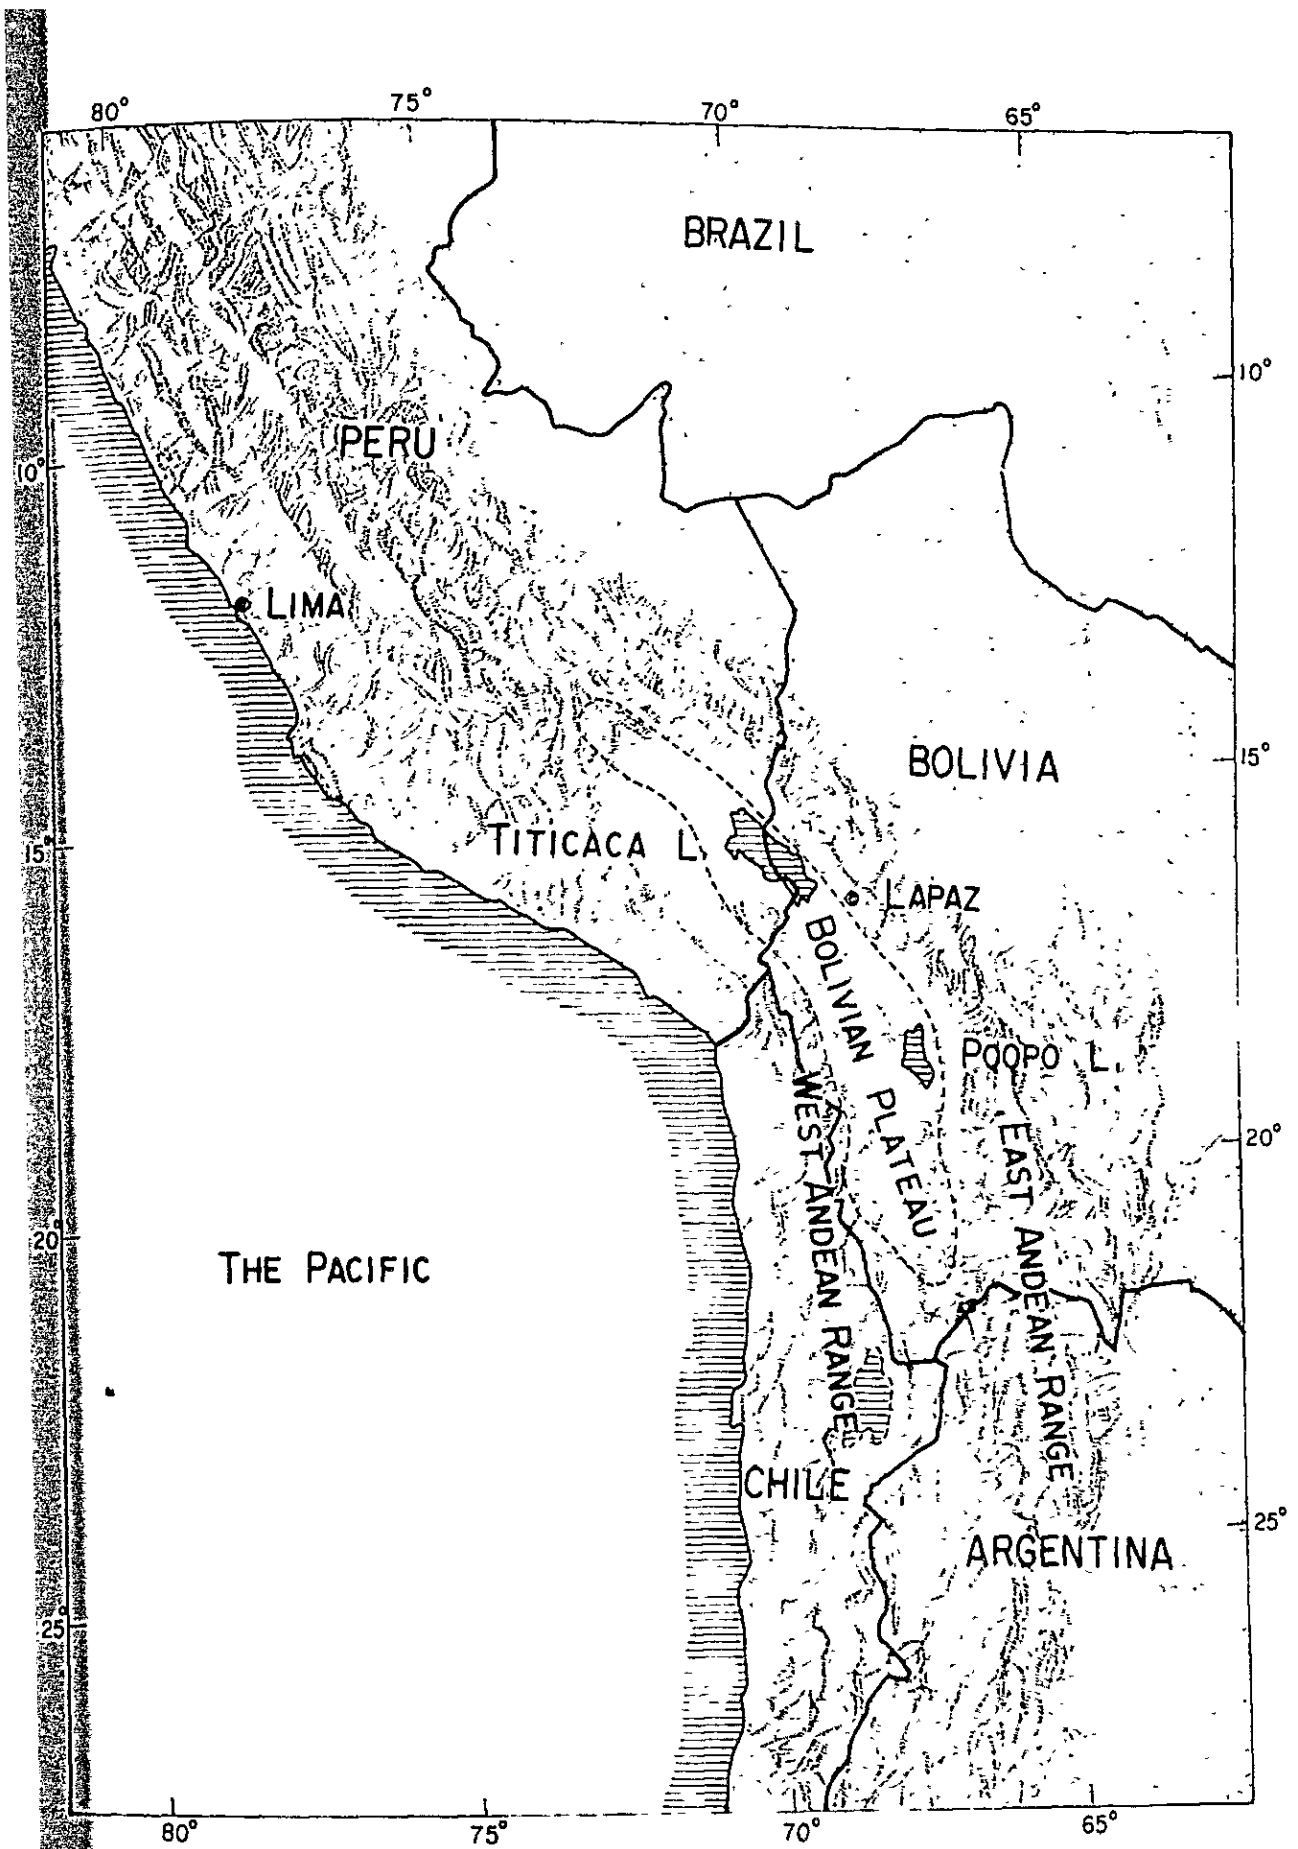 80° 75° 70° 65°
BRAZIL
10°
PERU
10°
LIMA
15°
BOLIVIA
TITICACA L.
15°
LAPAZ
BOLIVIAN PLATEAU
POOPO L.
WEST ANDEAN RANGE
EAST ANDEAN RANGE
20°
20°
THE PACIFIC
CHILE
25°
ARGENTINA
25°
80° 75° 70° 65°